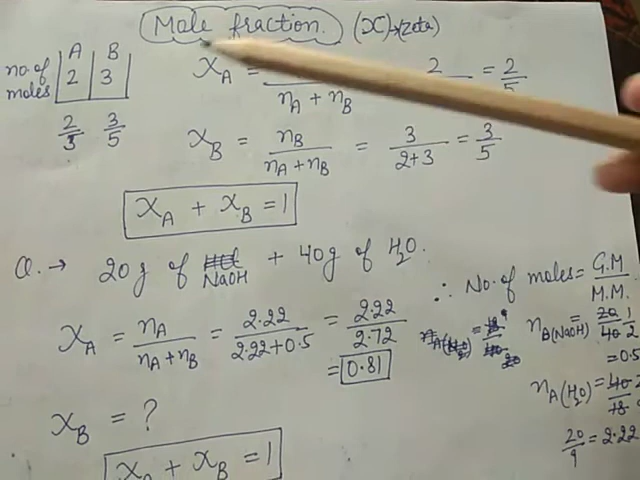 Mole fraction. (X) → (zeta)
A B
no. of moles 2 3
2/5 3/5
X_A = / n_A + n_B 2 = 2/5
X_B = n_B / n_A+n_B = 3 / 2+3 = 3/5
X_A + X_B = 1
Q. → 20g of NaOH + 40g of H₂O.
∴ No. of moles = G.M / M.M.
X_A = n_A / n_A+n_B = 2.22 / 2.22+0.5 = 2.22 / 2.72
= 0.81
n_B(NaOH) = 20/40 1/2
= 0.5
n_A(H₂O) = 40/18
20/9 = 2.22
X_B = ?
X_A + X_B = 1